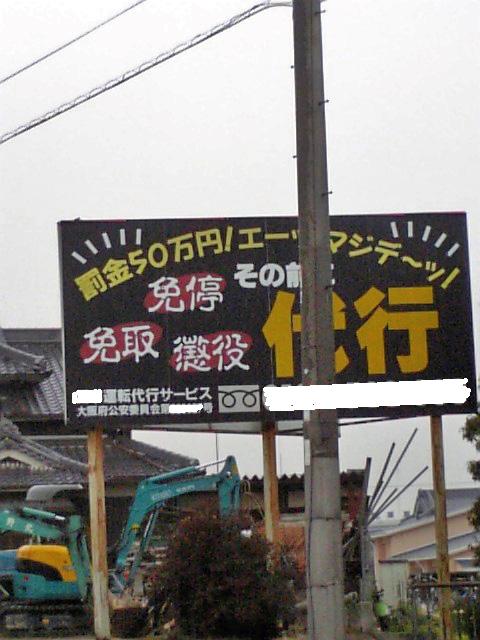 罰金50万円!エーッマジデ〜ッ!
免停
その前に
免取
懲役
代行
運転代行サービス
大阪府公安委員会第 号